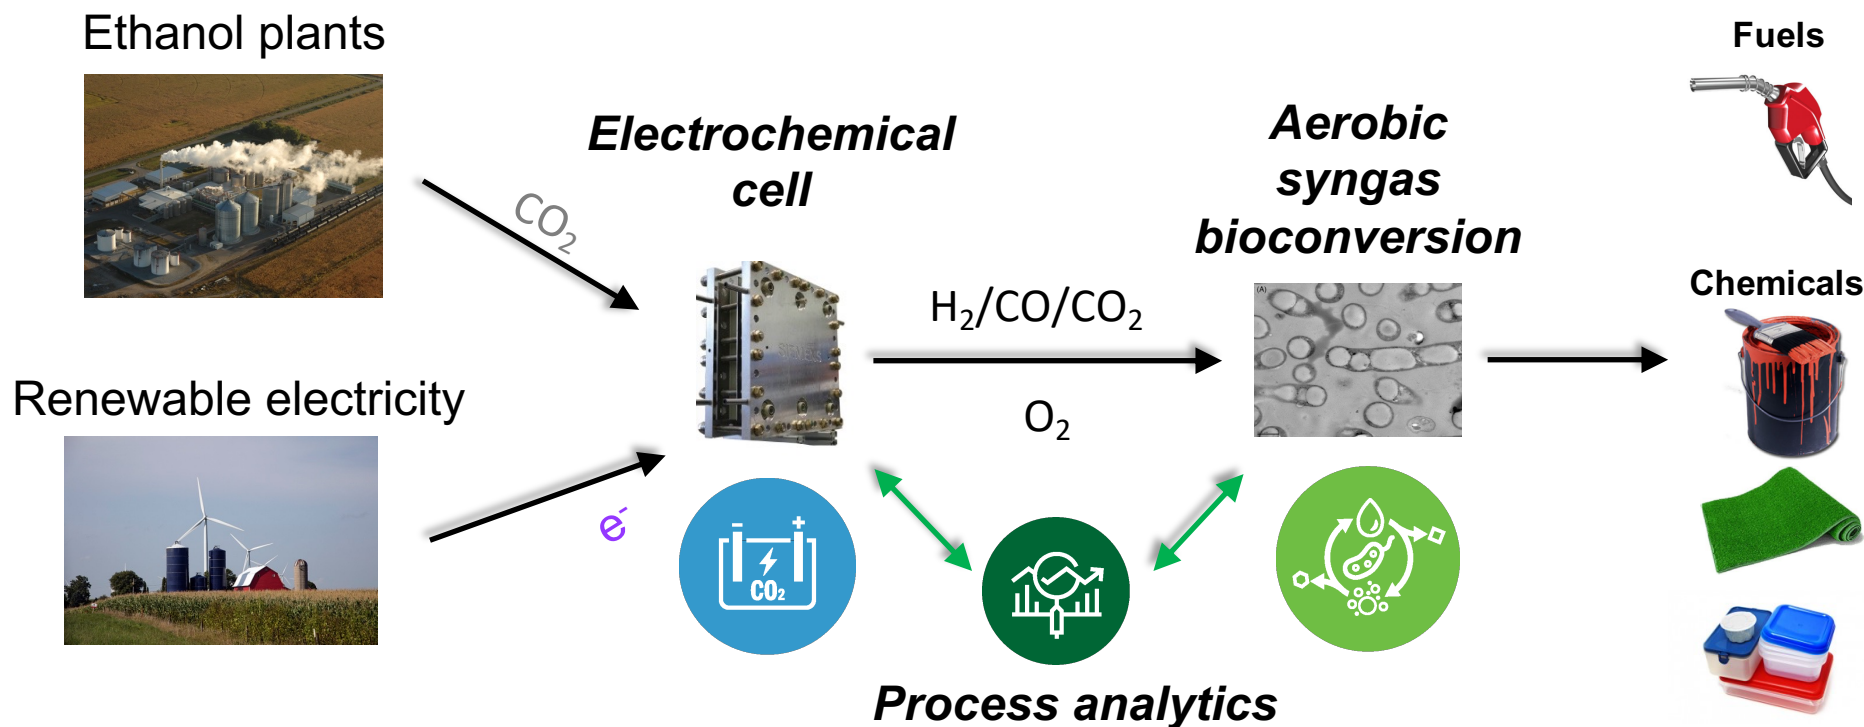 Ethanol plants
Fuels
Electrochemical
cell
Aerobic
syngas
bioconversion
CO₂
Chemicals
(A)
H₂/CO/CO₂
O₂
Renewable electricity
e⁻
- +
CO₂
Process analytics